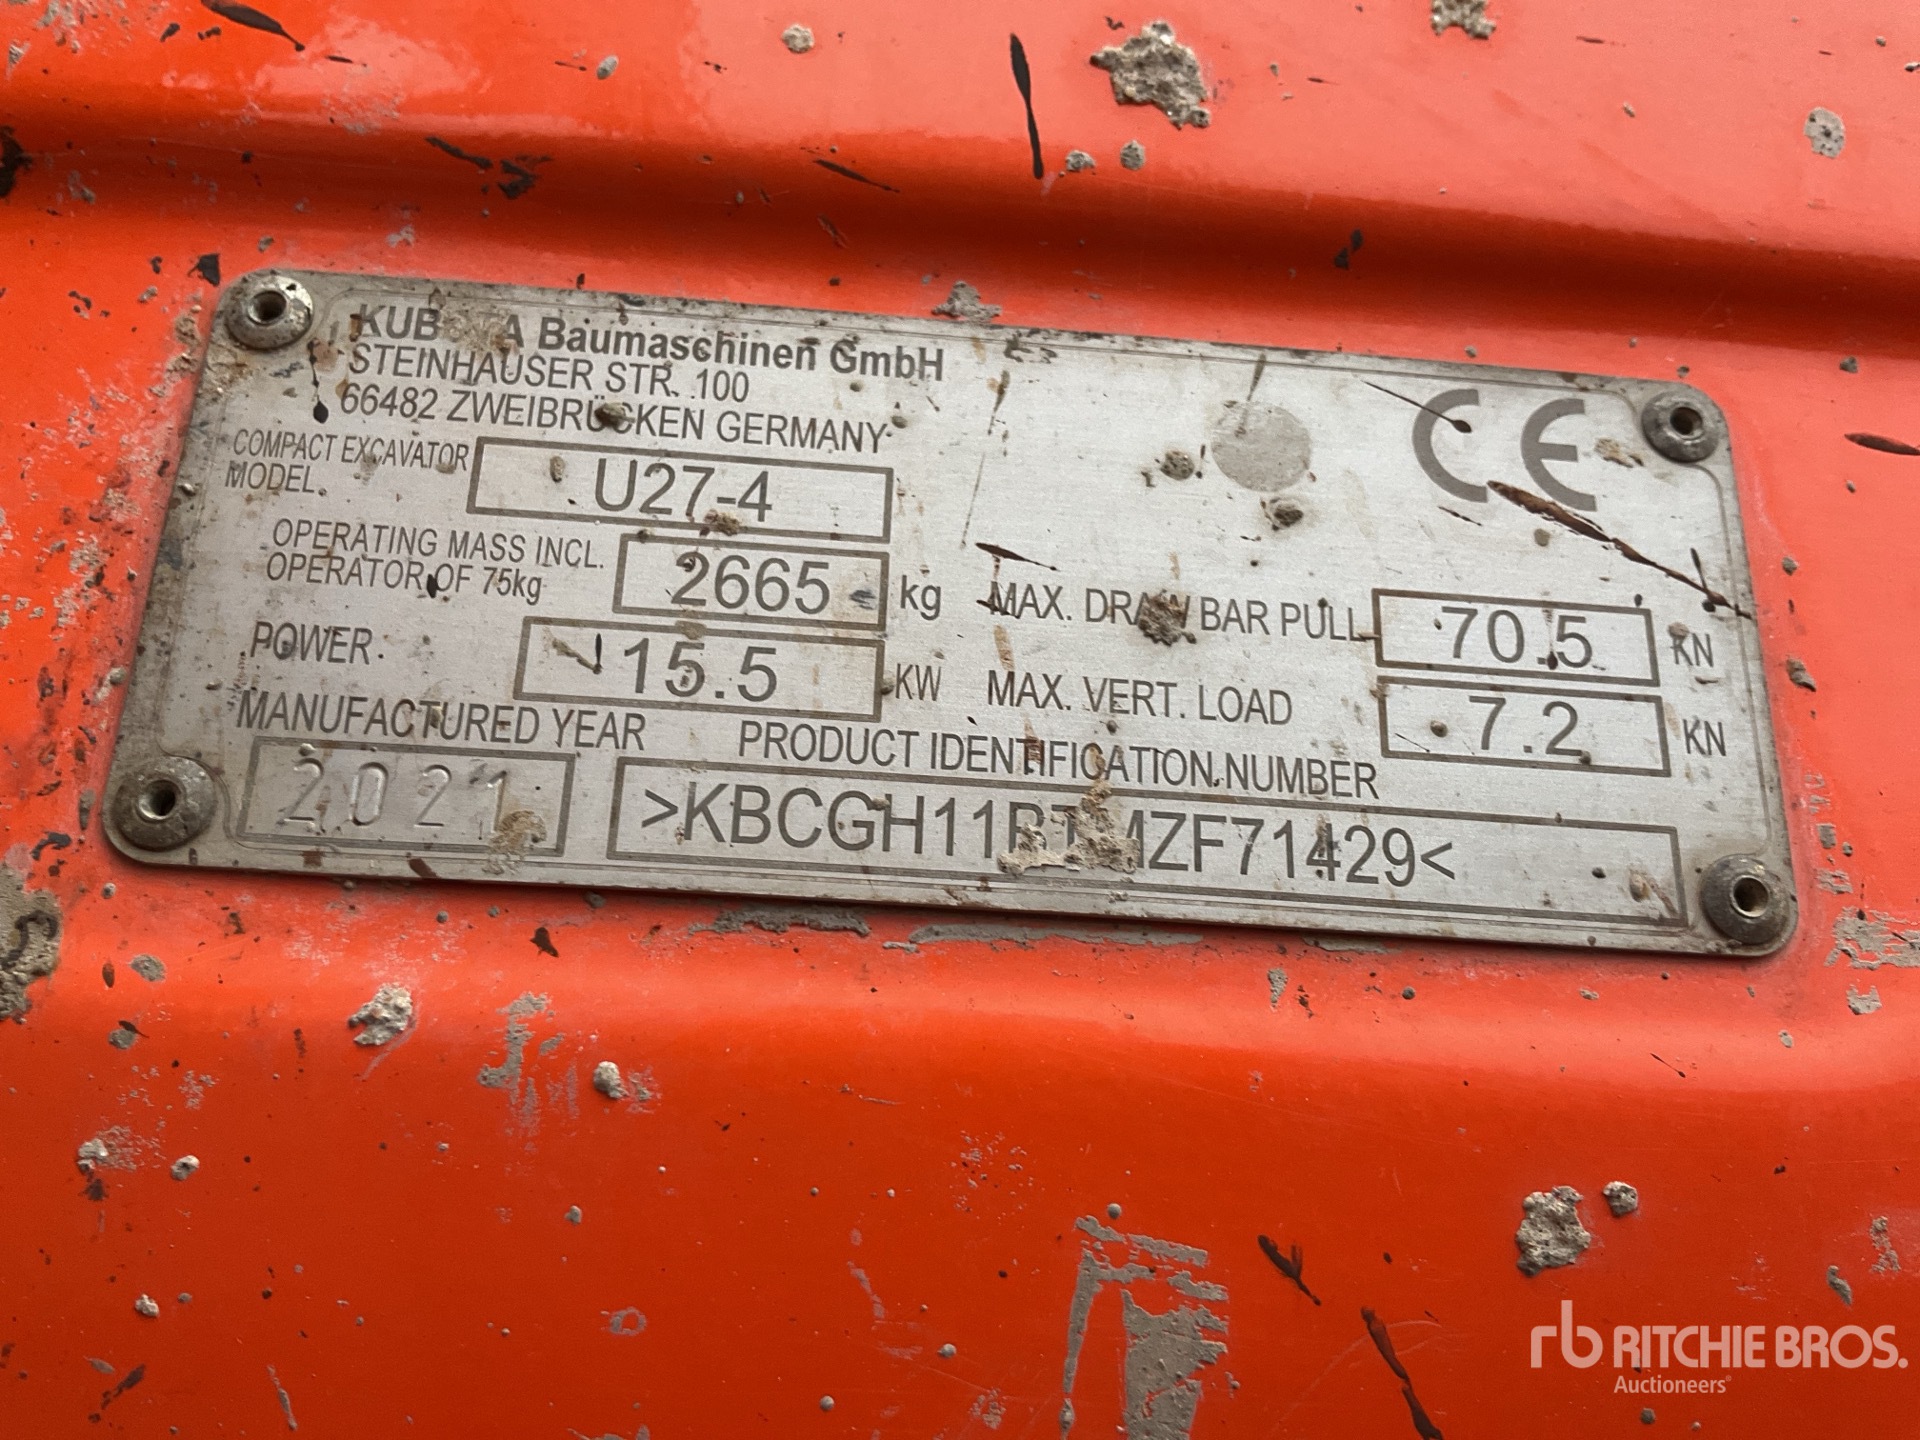 KUBOTA Baumaschinen GmbH
STEINHAUSER STR. 100
66482 ZWEIBRÜCKEN GERMANY
COMPACT EXCAVATOR
MODEL
U27-4
OPERATING MASS INCL.
OPERATOR OF 75kg
2665 kg
MAX. DRAW BAR PULL 70.5 KN
POWER 15.5 KW
MAX. VERT. LOAD 7.2 KN
MANUFACTURED YEAR
2021
PRODUCT IDENTIFICATION NUMBER
CE
rb RITCHIE BROS.
Auctioneers